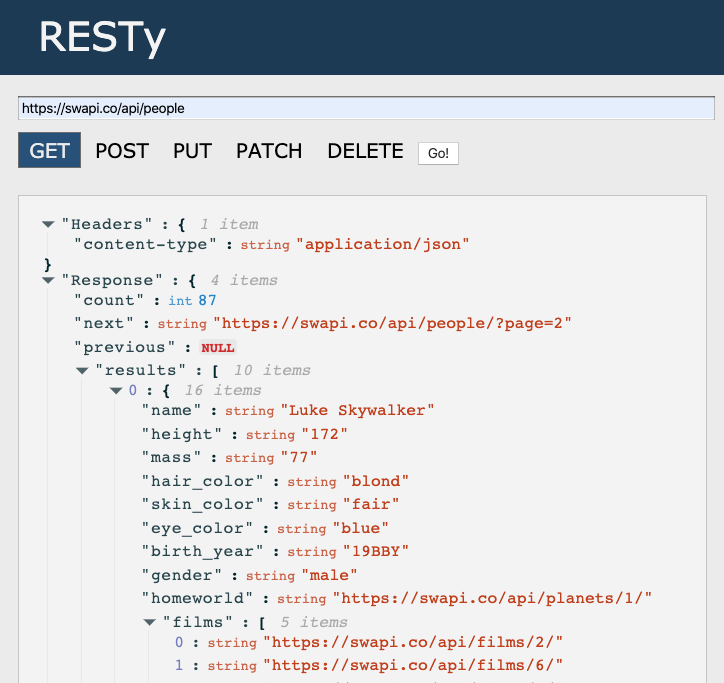 RESTy
https://swapi.co/api/people
GET POST PUT PATCH DELETE Go!
"Headers" : { 1 item
"content-type" : string "application/json"
}
"Response" : { 4 items
"count" : int 87
"next" : string "https://swapi.co/api/people/?page=2"
"previous" : NULL
"results" : [ 10 items
0 : { 16 items
"name" : string "Luke Skywalker"
"height" : string "172"
"mass" : string "77"
"hair_color" : string "blond"
"skin_color" : string "fair"
"eye_color" : string "blue"
"birth_year" : string "19BBY"
"gender" : string "male"
"homeworld" : string "https://swapi.co/api/planets/1/"
"films" : [ 5 items
0 : string "https://swapi.co/api/films/2/"
1 : string "https://swapi.co/api/films/6/"